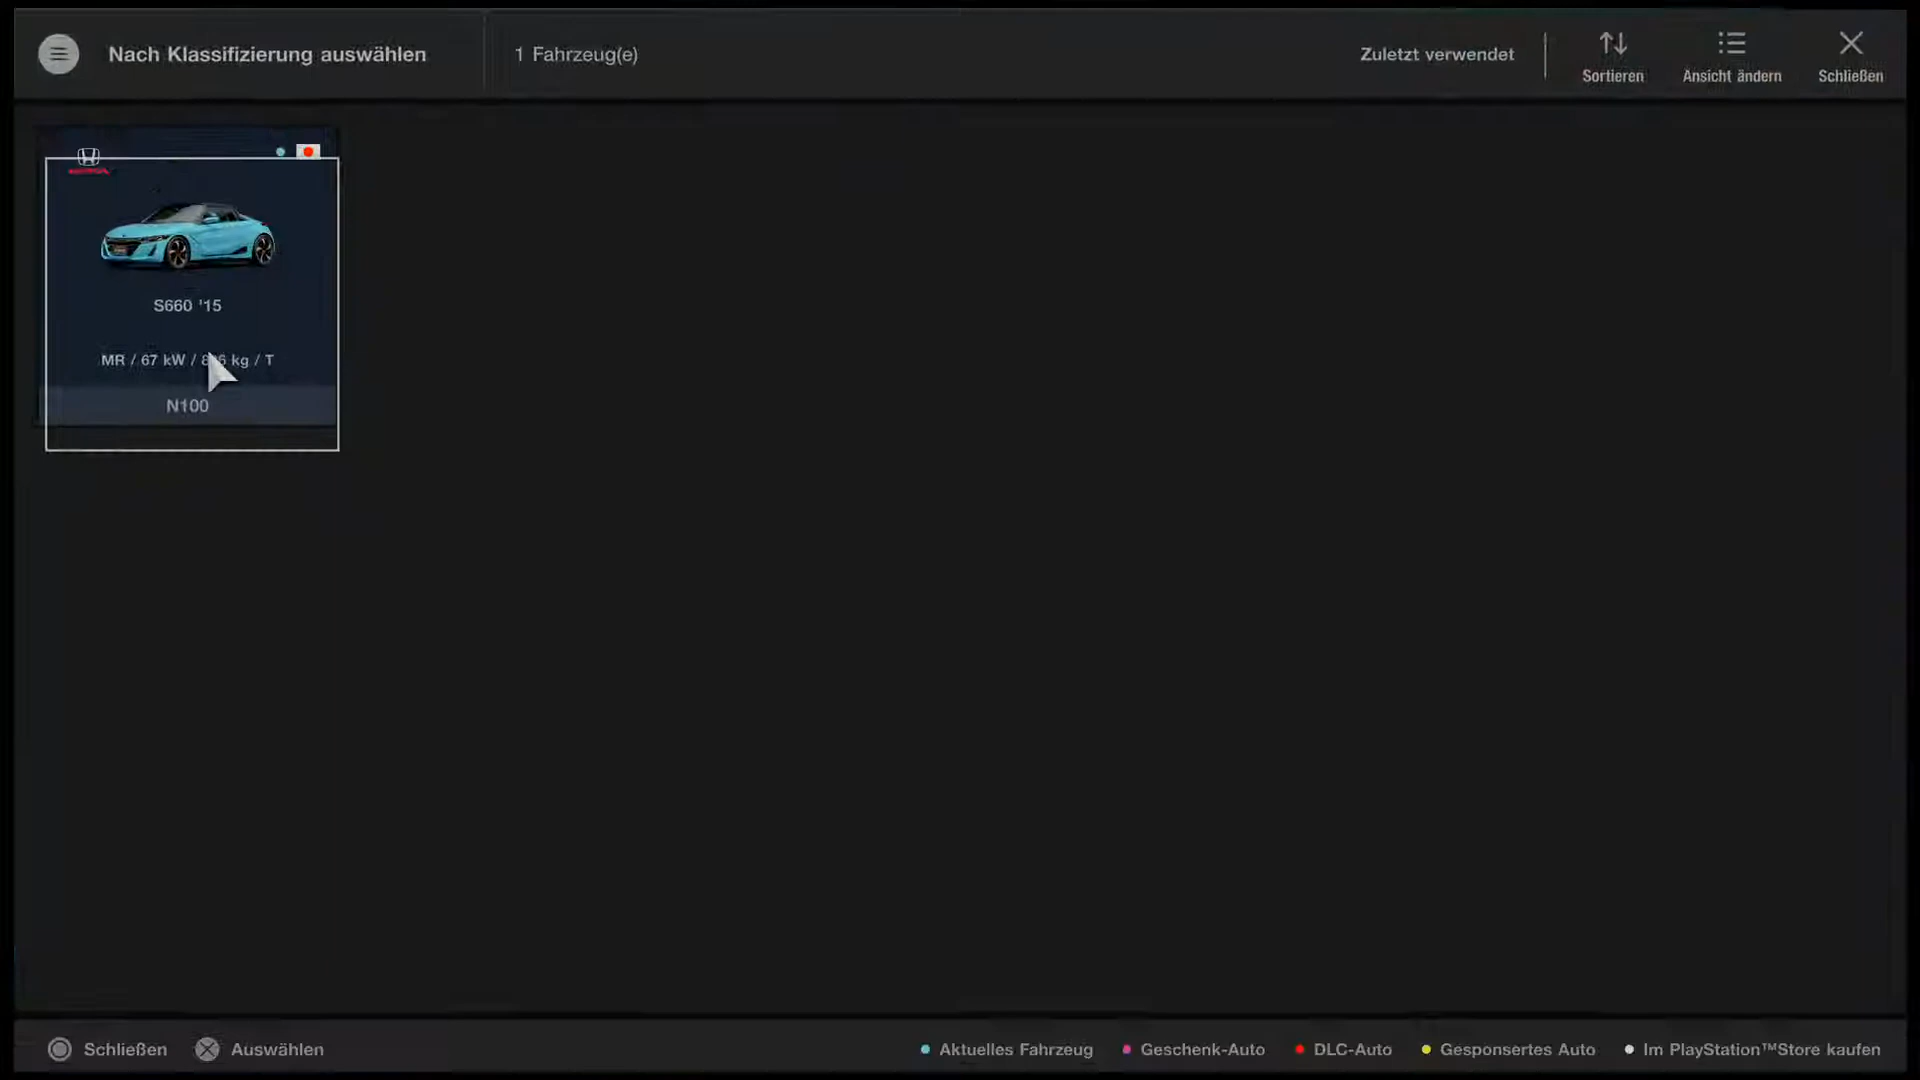 Nach Klassifizierung auswählen
1 Fahrzeug(e)
Zuletzt verwendet
Sortieren
Ansicht ändern
Schließen
S660 '15
MR / 67 kW / kg / T
N100
Schließen
Auswählen
Aktuelles Fahrzeug
Geschenk-Auto
DLC-Auto
Gesponsertes Auto
Im PlayStation™Store kaufen